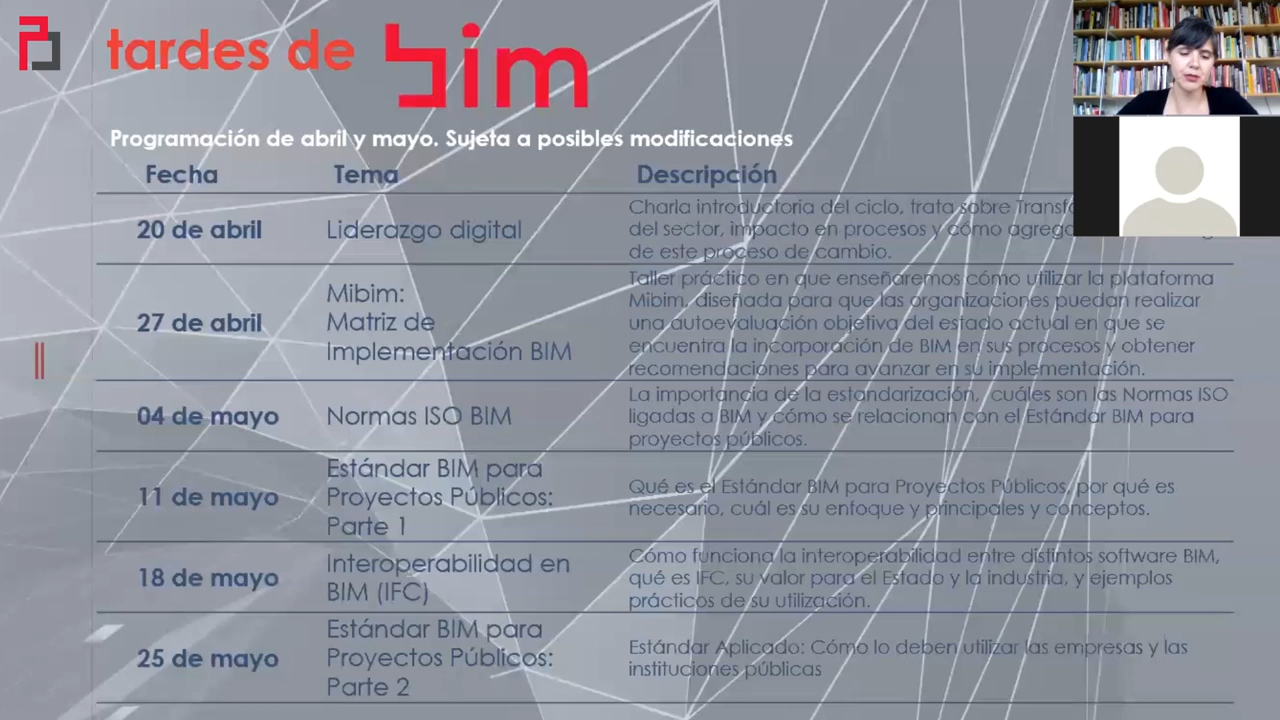 tardes de bim
Programación de abril y mayo. Sujeta a posibles modificaciones
Fecha Tema Descripción
20 de abril
Liderazgo digital
Charla introductoria del ciclo, trata sobre
del sector, impacto en procesos y cómo
de este proceso de cambio.
27 de abril
Mibim:
Matriz de
Implementación BIM
Taller práctico en que enseñaremos cómo utilizar la plataforma
Mibim, diseñada para que las organizaciones puedan realizar
una autoevaluación objetiva del estado actual en que se
encuentra la incorporación de BIM en sus procesos y obtener
recomendaciones para avanzar en su implementación.
04 de mayo
Normas ISO BIM
La importancia de la estandarización, cuáles son las Normas ISO
ligadas a BIM y cómo se relacionan con el Estándar BIM para
proyectos públicos.
11 de mayo
Estándar BIM para
Proyectos Públicos:
Parte 1
Qué es el Estándar BIM para Proyectos Públicos, por qué es
necesario, cuál es su enfoque y principales y conceptos.
18 de mayo
Interoperabilidad en
BIM (IFC)
Cómo funciona la interoperabilidad entre distintos software BIM,
qué es IFC, su valor para el Estado y la industria, y ejemplos
prácticos de su utilización.
25 de mayo
Estándar BIM para
Proyectos Públicos:
Parte 2
Estándar Aplicado: Cómo lo deben utilizar las empresas y las
instituciones públicas